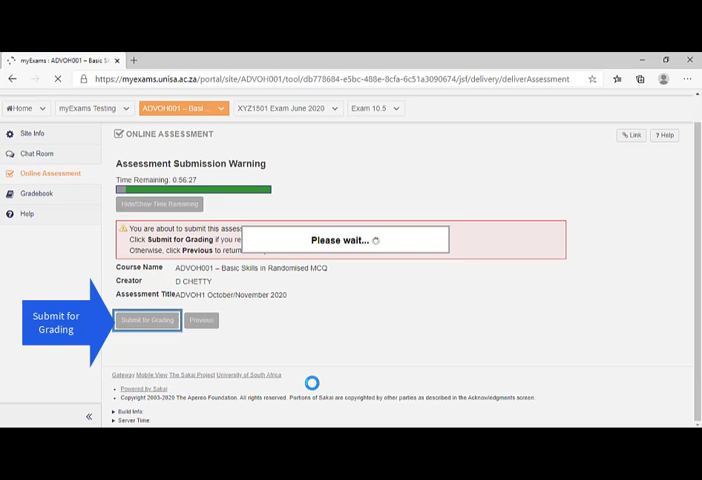 myExams : ADVOH001 – Basic Sk
https://myexams.unisa.ac.za/portal/site/ADVOH001/tool/db778684-e5bc-488e-8cfa-6c51a3090674/jsf/delivery/deliverAssessment
Home
myExams Testing
ADVOH001 – Basi...
XYZ1501 Exam June 2020
Exam 10.5
Site Info
Chat Room
Online Assessment
Gradebook
Help
ONLINE ASSESSMENT
Link
? Help
Assessment Submission Warning
Time Remaining: 0:56:27
Hide/Show Time Remaining
You are about to submit this asses
Click Submit for Grading if you re
Otherwise, click Previous to return
Please wait...
Course Name ADVOH001 – Basic Skills in Randomised MCQ
Creator D CHETTY
Assessment Title ADVOH1 October/November 2020
Submit for Grading
Submit for Grading
Previous
Gateway Mobile View The Sakai Project University of South Africa
Powered by Sakai
Copyright 2003-2020 The Apereo Foundation. All rights reserved. Portions of Sakai are copyrighted by other parties as described in the Acknowledgments screen.
Build Info:
Server Time: